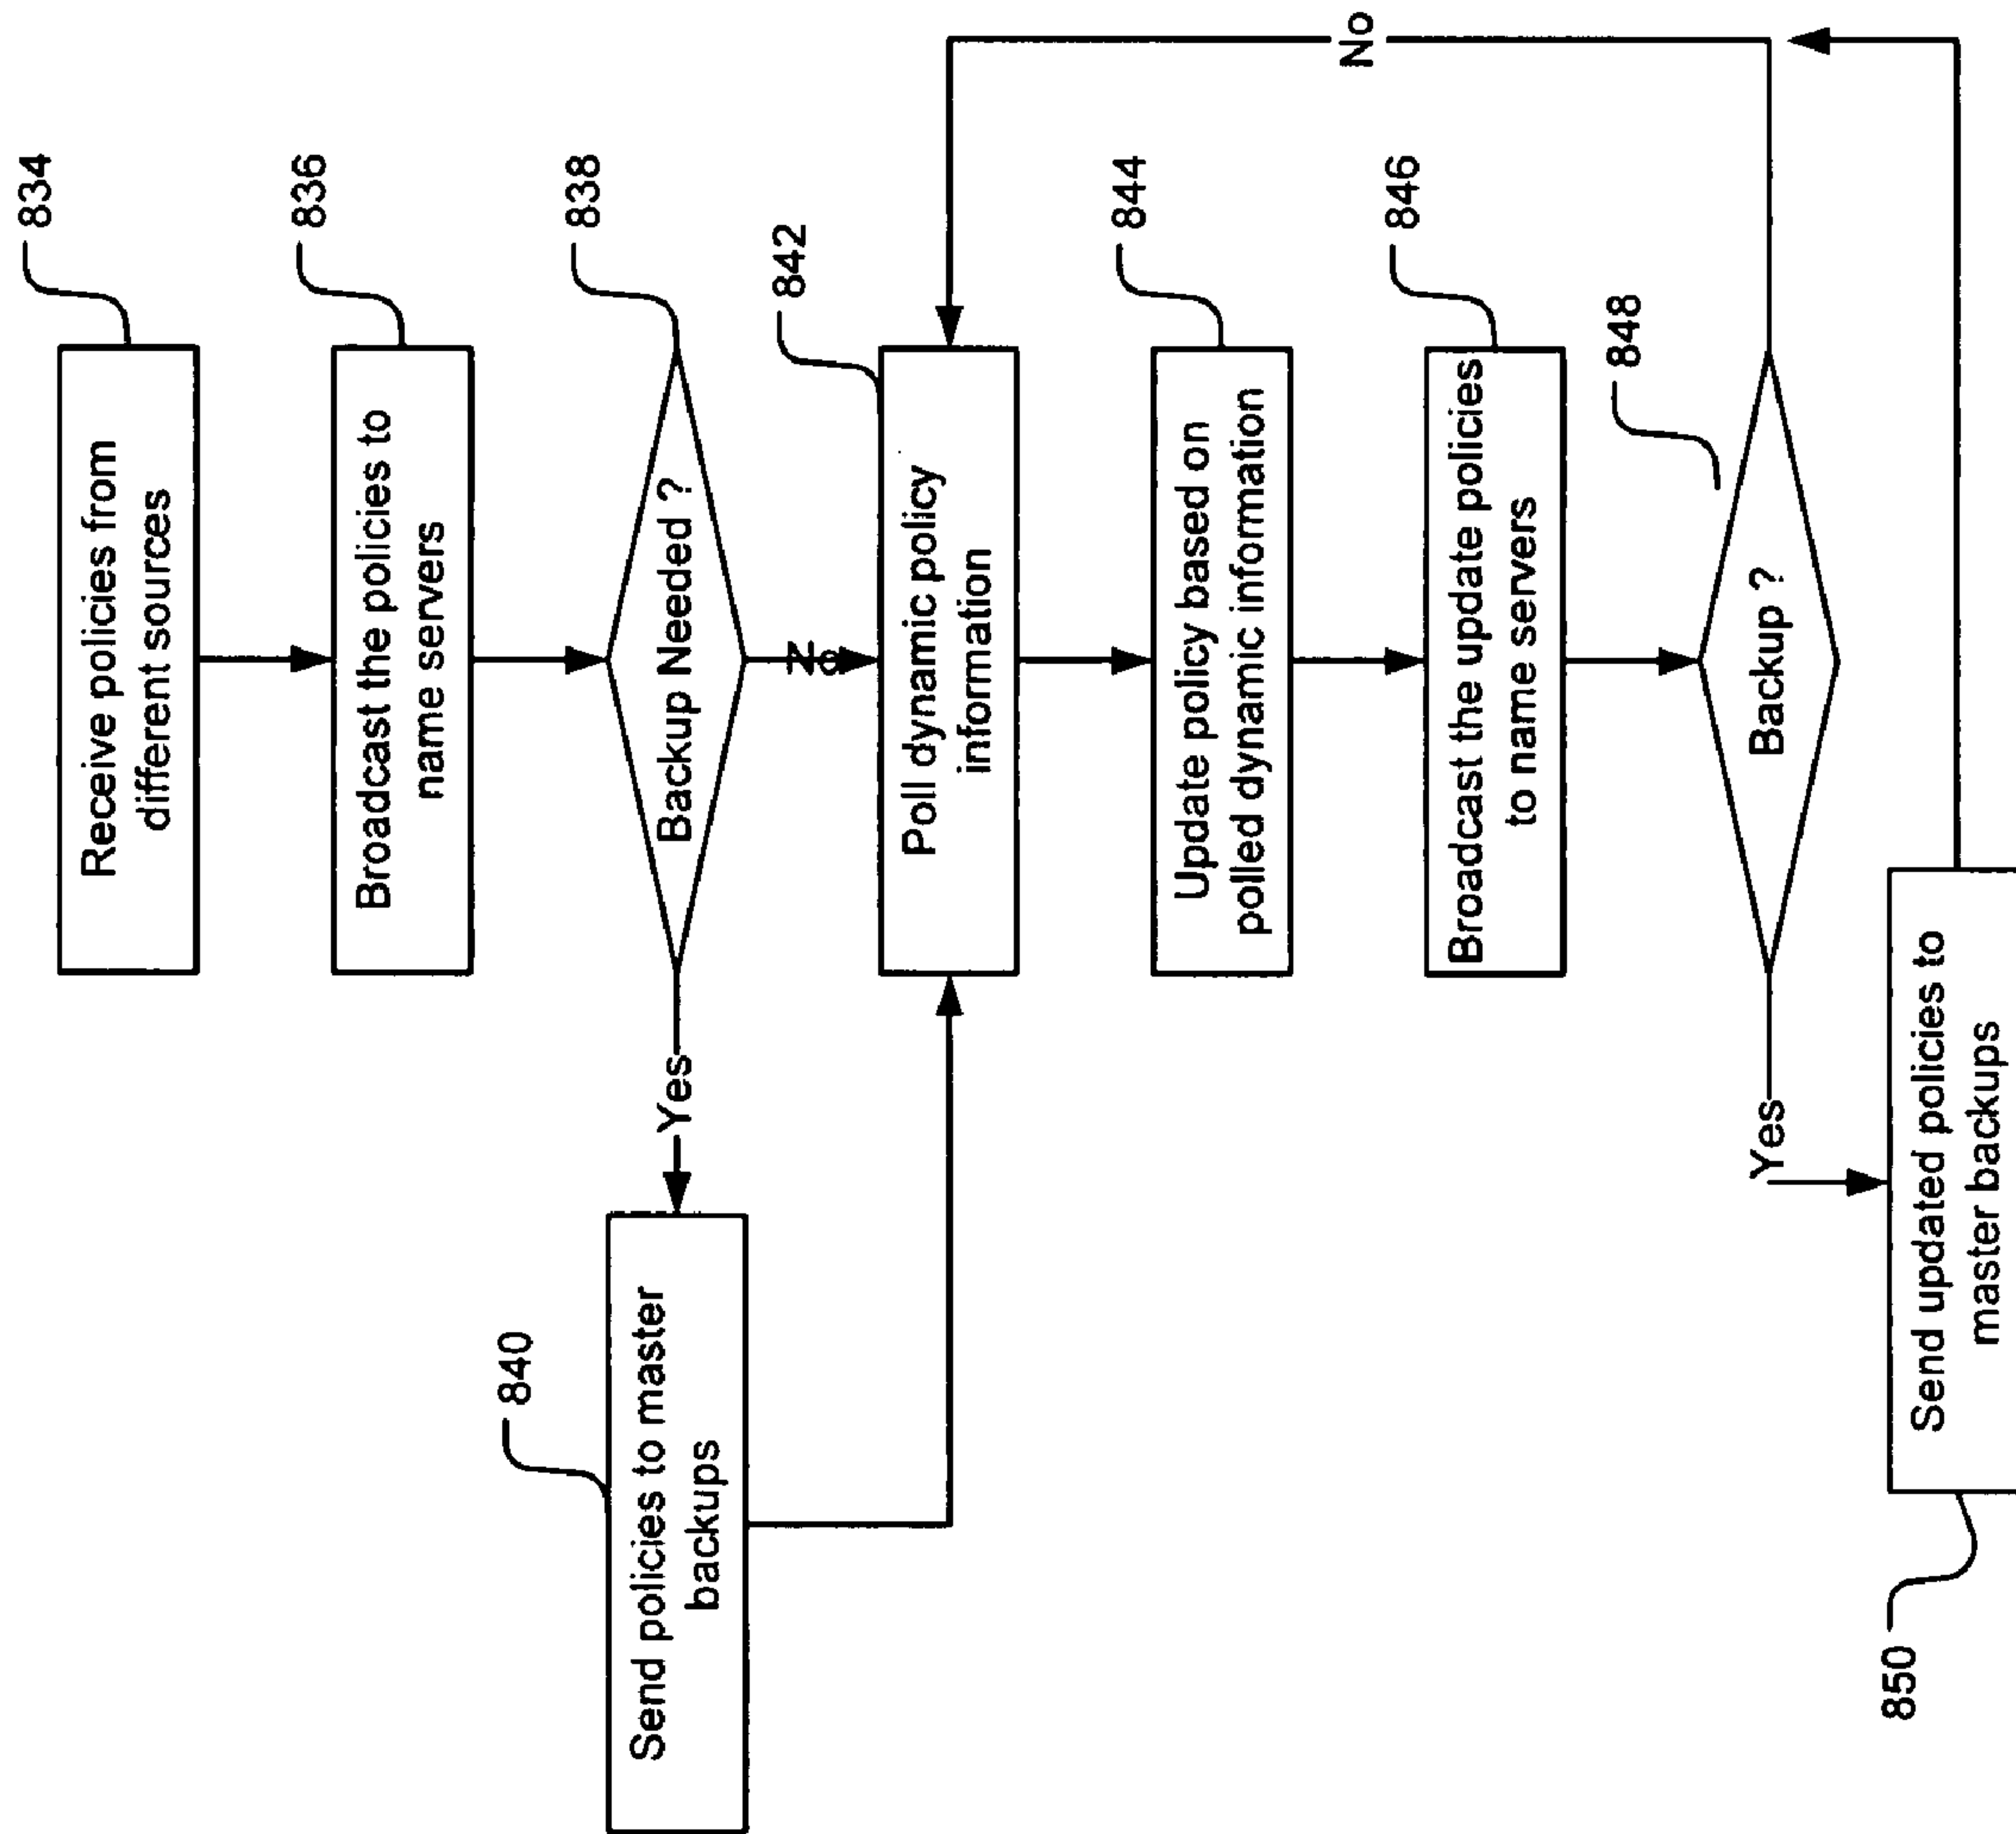 834
Receive policies from
different sources
836
Broadcast the policies to
name servers
838
Backup Needed ?
Yes
No
840
Send policies to master
backups
842
Poll dynamic policy
information
844
Update policy based on
polled dynamic information
846
Broadcast the update policies
to name servers
848
Backup ?
No
Yes
850
Send updated policies to
master backups